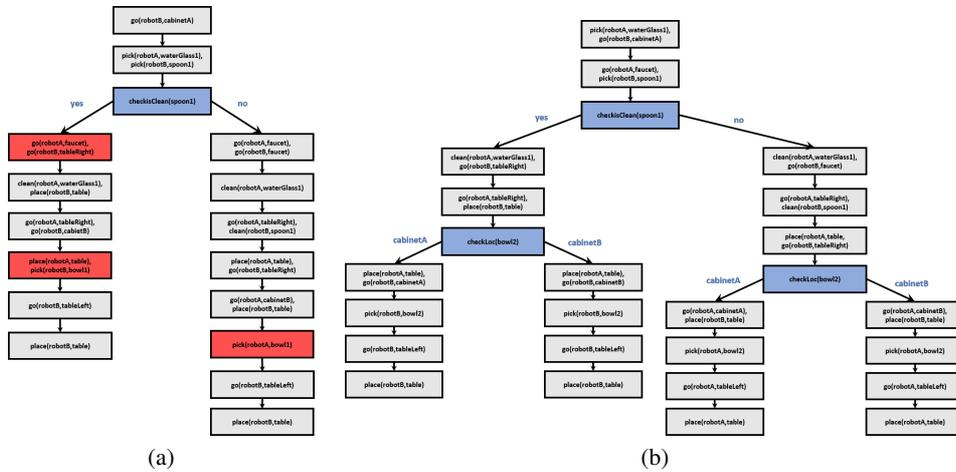 go(robotB,cabinetA)
pick(robotA,waterGlass1),
pick(robotB,spoon1)
checkisClean(spoon1)
yes
no
go(robotA,faucet),
go(robotB,tableRight)
clean(robotA,waterGlass1),
place(robotB,table)
go(robotA,tableRight),
go(robotB,cabietB)
place(robotA,table),
pick(robotB,bowl1)
go(robotB,tableLeft)
place(robotB,table)
go(robotA,faucet),
go(robotB,faucet)
clean(robotA,waterGlass1)
go(robotA,tableRight)
clean(robotB,spoon1)
place(robotA,table),
go(robotB,tableRight)
go(robotA,cabinetB),
place(robotB,table)
pick(robotA,bowl1)
go(robotB,tableLeft)
place(robotB,table)
(a)
pick(robotA,waterGlass1),
go(robotB,cabinetA)
go(robotA,faucet),
pick(robotB,spoon1)
checkisClean(spoon1)
yes
no
clean(robotA,waterGlass1),
go(robotB,tableRight)
go(robotA,tableRight),
place(robotB,table)
checkLoc(bowl2)
cabinetA
cabinetB
place(robotA,table),
go(robotB,cabinetA)
pick(robotB,bowl2)
go(robotB,tableLeft)
place(robotB,table)
place(robotA,table),
go(robotB,cabinetB)
pick(robotB,bowl2)
go(robotB,tableLeft)
place(robotB,table)
clean(robotA,waterGlass1),
go(robotB,faucet)
go(robotA,tableRight),
clean(robotB,spoon1)
place(robotA,table,
go(robotB,tableRight)
checkLoc(bowl2)
cabinetA
cabinetB
go(robotA,cabinetA),
place(robotB,table)
pick(robotA,bowl2)
go(robotA,tableLeft)
place(robotA,table)
go(robotA,cabinetB),
place(robotB,table)
pick(robotA,bowl2)
go(robotA,tableLeft)
place(robotA,table)
(b)